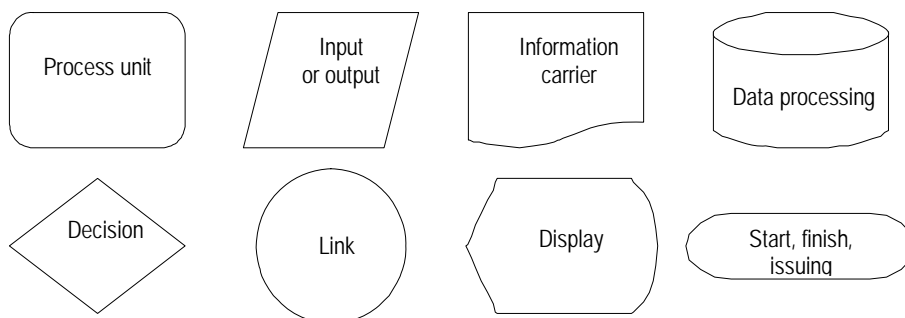 Process unit
Input
or output
Information
carrier
Data processing
Decision
Link
Display
Start, finish,
issuing